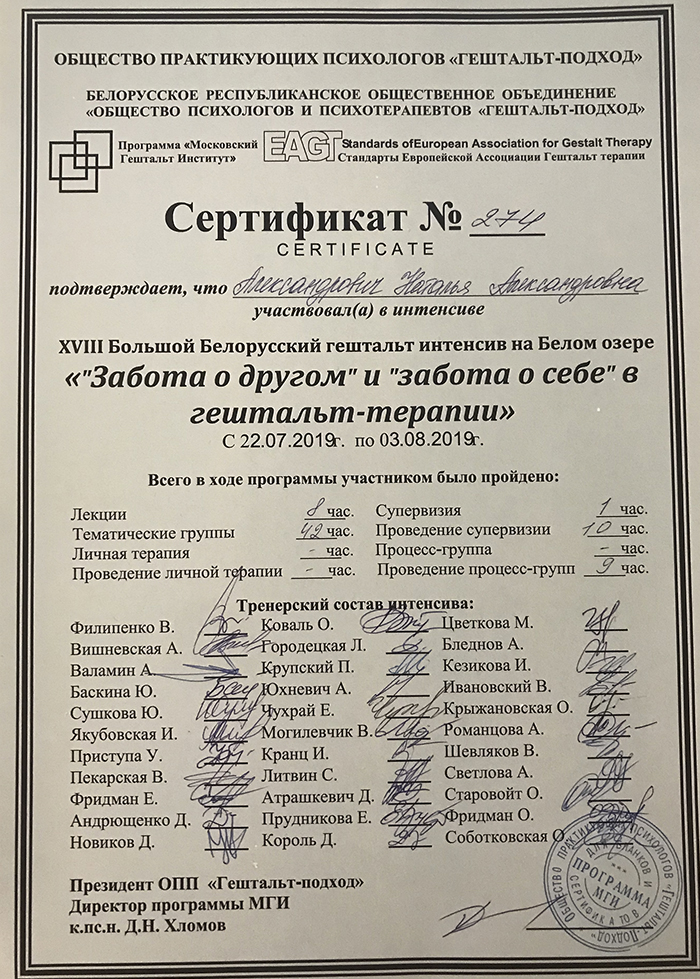 ОБЩЕСТВО ПРАКТИКУЮЩИХ ПСИХОЛОГОВ «ГЕШТАЛЬТ-ПОДХОД»
БЕЛОРУССКОЕ РЕСПУБЛИКАНСКОЕ ОБЩЕСТВЕННОЕ ОБЪЕДИНЕНИЕ
«ОБЩЕСТВО ПСИХОЛОГОВ И ПСИХОТЕРАПЕВТОВ «ГЕШТАЛЬТ-ПОДХОД»
Программа «Московский
Гештальт Институт»
EAGT
Standards ofEuropean Association for Gestalt Therapy
Стандарты Европейской Ассоциации Гештальт терапии
Сертификат № 274
CERTIFICATE
подтверждает, что Александрович Наталья Александровна
участвовал(а) в интенсиве
XVIII Большой Белорусский гештальт интенсив на Белом озере
«"Забота о другом" и "забота о себе" в
гештальт-терапии»
С 22.07.2019г. по 03.08.2019г.
Всего в ходе программы участником было пройдено:
Лекции 8 час. Супервизия 1 час.
Тематические группы 42 час. Проведение супервизии 10 час.
Личная терапия - час. Процесс-группа - час.
Проведение личной терапии - час. Проведение процесс-групп 9 час.
Тренерский состав интенсива:
Филипенко В. Коваль О. Цветкова М.
Вишневская А. Городецкая Л. Бледнов А.
Валамин А. Крупский П. Кезикова И.
Баскина Ю. Юхневич А. Ивановский В.
Сушкова Ю. Чухрай Е. Крыжановская О.
Якубовская И. Могилевчик В. Романцова А.
Приступа У. Кранц И. Шевляков В.
Пекарская В. Литвин С. Светлова А.
Фридман Е. Атрашкевич Д. Старовойт О.
Андрющенко Д. Прудникова Е. Фридман О.
Новиков Д. Король Д. Соботковская О.
Президент ОПП «Гештальт-подход»
Директор программы МГИ
к.пс.н. Д.Н. Хломов
ПРОГРАММА
МГИ